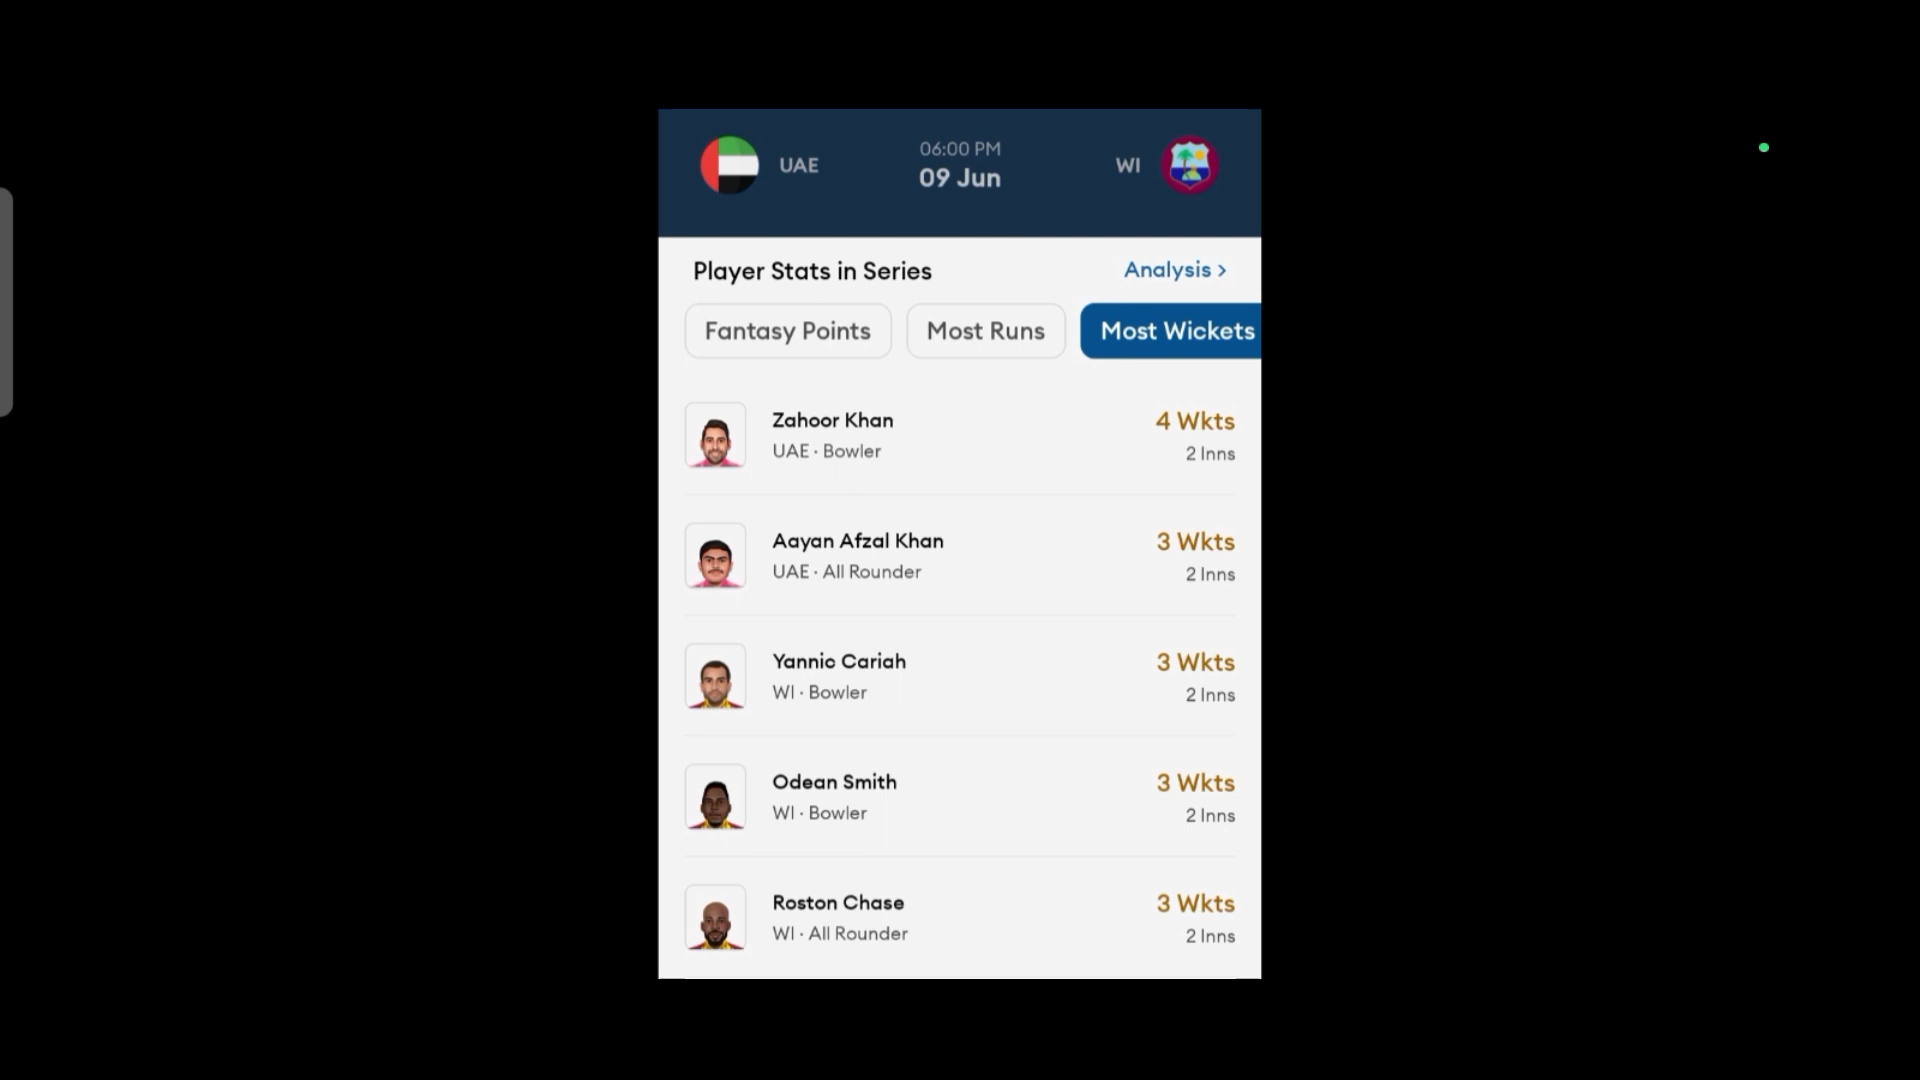 UAE
06:00 PM
09 Jun
WI
Player Stats in Series
Analysis >
Fantasy Points
Most Runs
Most Wickets
Zahoor Khan
4 Wkts
UAE · Bowler
2 Inns
Aayan Afzal Khan
3 Wkts
UAE · All Rounder
2 Inns
Yannic Cariah
3 Wkts
WI · Bowler
2 Inns
Odean Smith
3 Wkts
WI · Bowler
2 Inns
Roston Chase
3 Wkts
WI · All Rounder
2 Inns